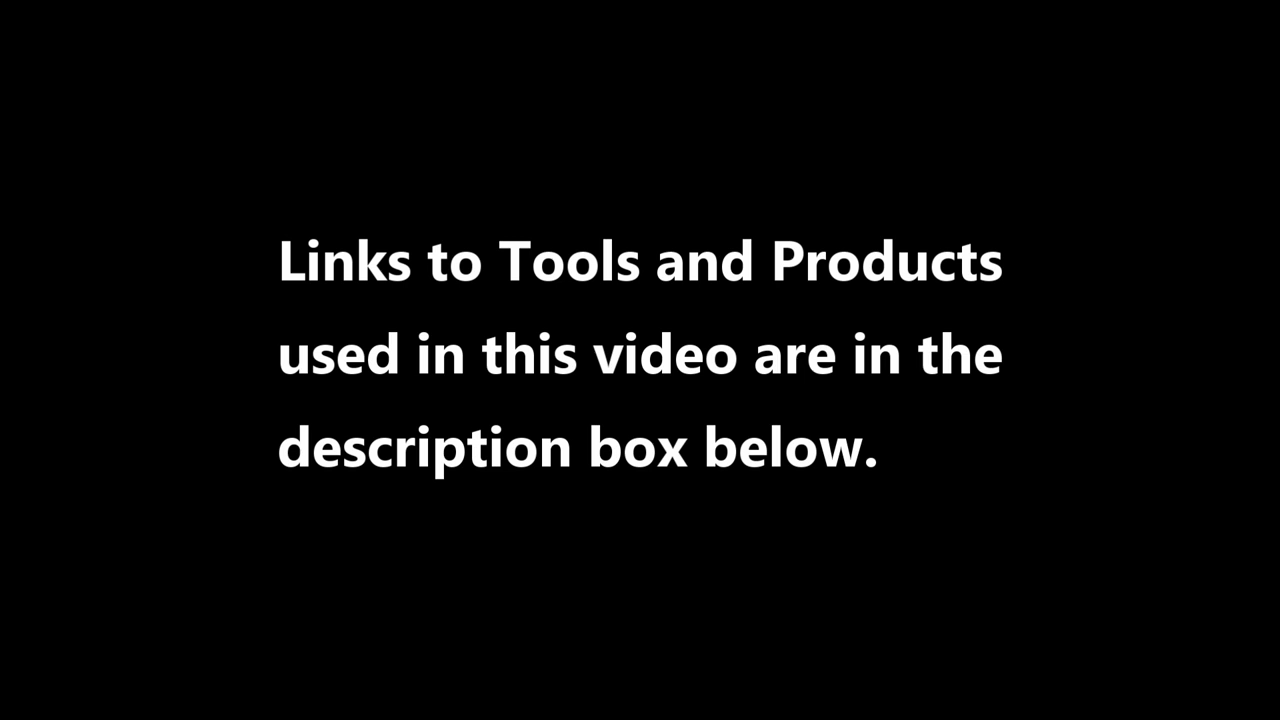 Links to Tools and Products
used in this video are in the
description box below.